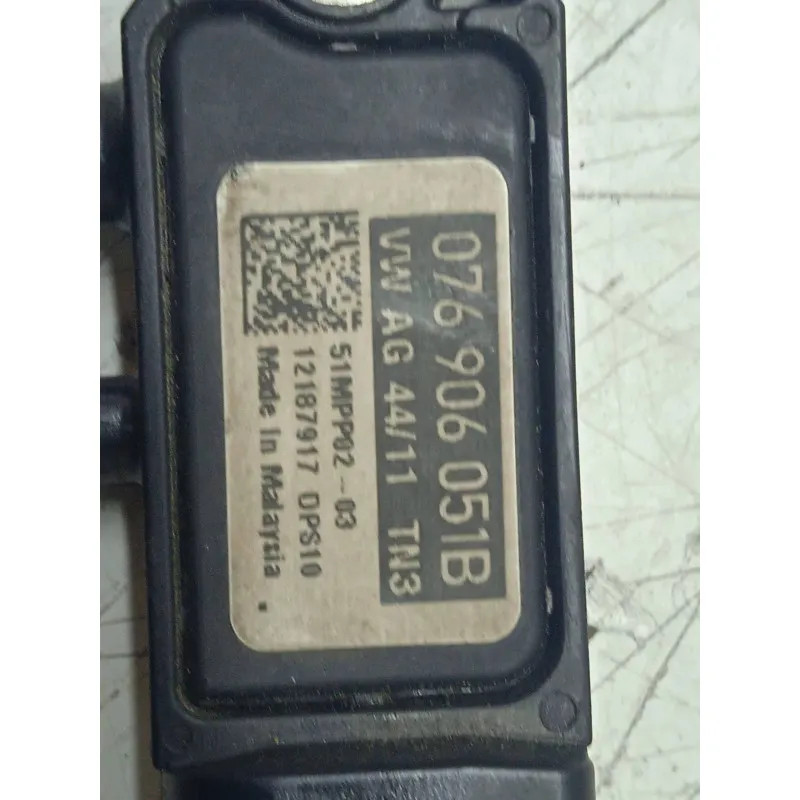 076 906 051B
VW AG 44/11 TN3
51MPP02-03
12187917 DPS10
Made In Malaysia .